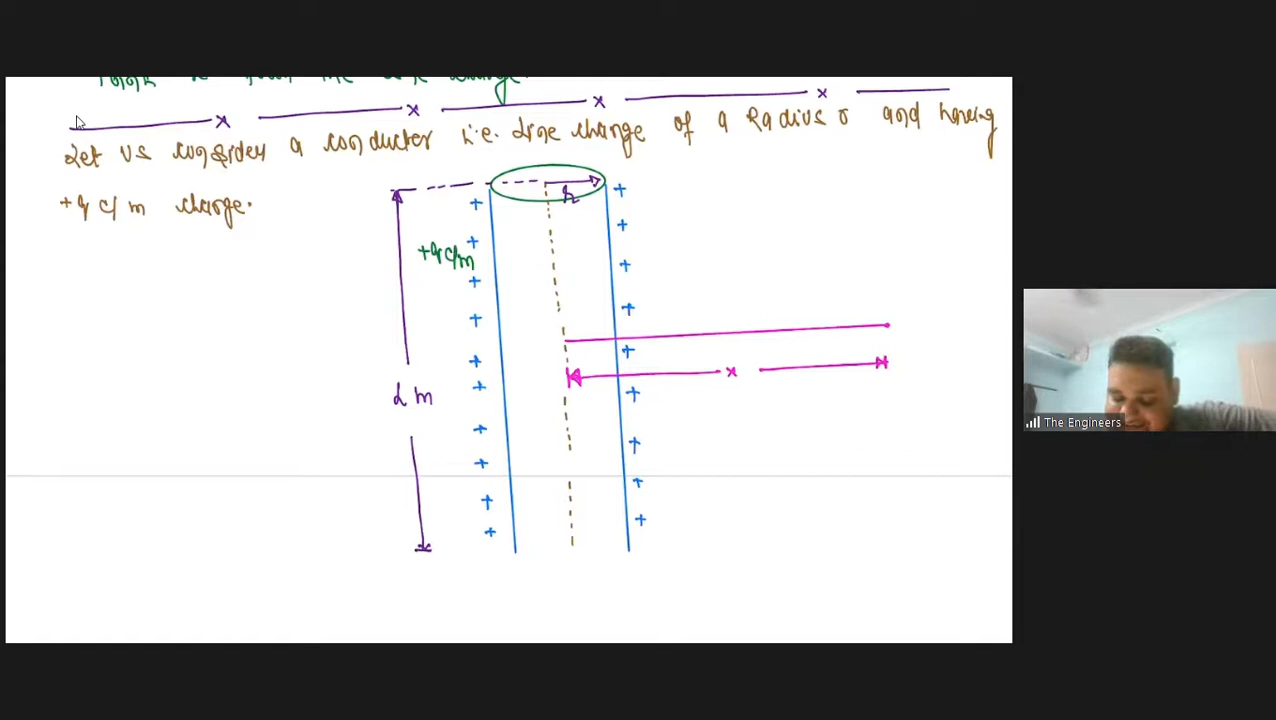 Let us consider a conductor i.e. Line charge of a Radius r and having
+q c/m charge.
r
+q c/m
x
L m
The Engineers